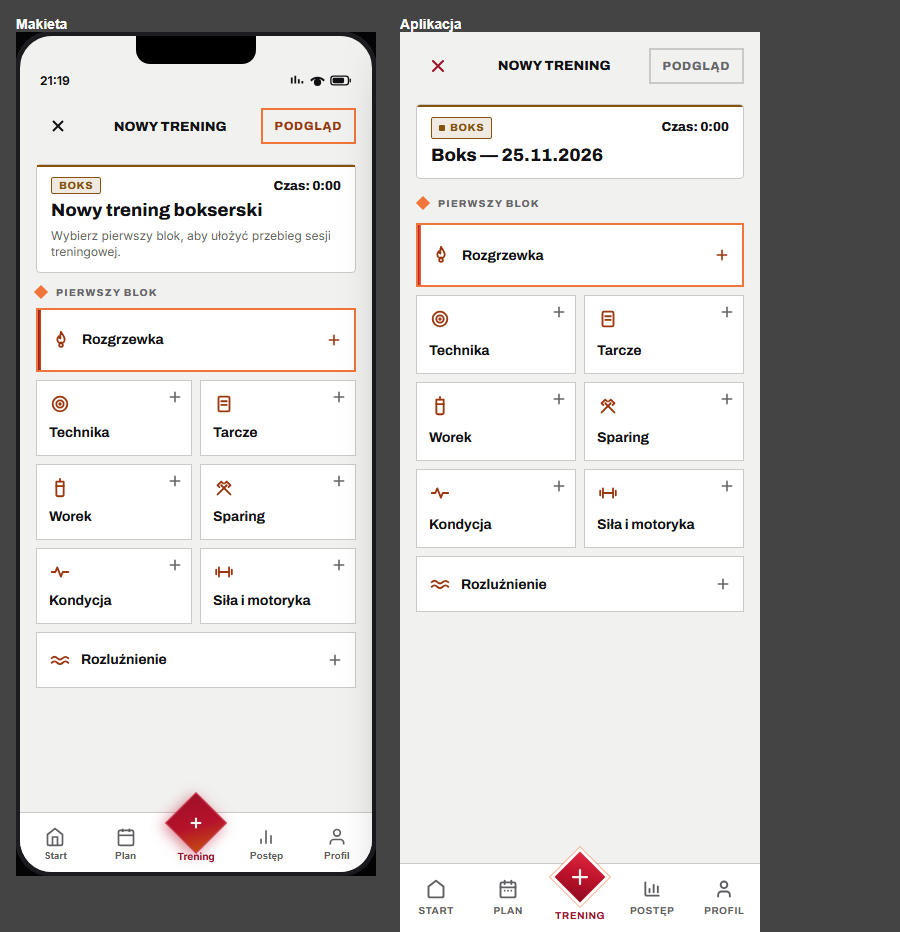 Makieta
21:19
NOWY TRENING
PODGLĄD
BOKS
Czas: 0:00
Nowy trening bokserski
Wybierz pierwszy blok, aby ułożyć przebieg sesji
treningowej.
PIERWSZY BLOK
Rozgrzewka
Technika
Tarcze
Worek
Sparing
Kondycja
Siła i motoryka
Rozluźnienie
Start
Plan
Trening
Postęp
Profil
Aplikacja
NOWY TRENING
PODGLĄD
BOKS
Czas: 0:00
Boks — 25.11.2026
PIERWSZY BLOK
Rozgrzewka
Technika
Tarcze
Worek
Sparing
Kondycja
Siła i motoryka
Rozluźnienie
START
PLAN
TRENING
POSTĘP
PROFIL